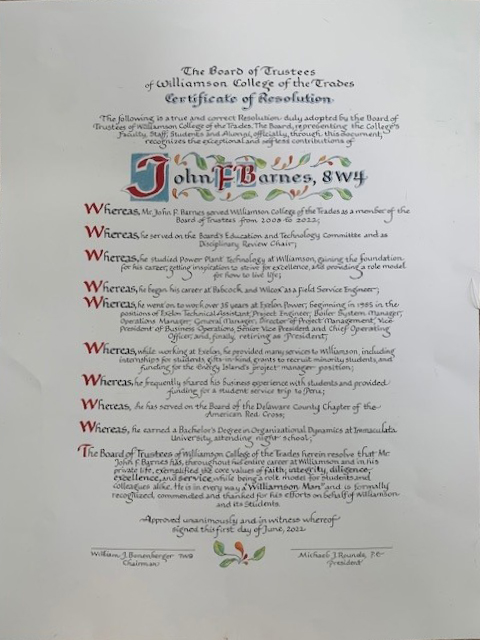 The Board of Trustees
of Williamson College of the Trades
Certificate of Resolution
The following is a true and correct Resolution duly adopted by the Board of
Trustees of Williamson College of the Trades. The Board, representing the College's
Faculty, Staff, Students and Alumni, officially, through this document,
recognizes the exceptional and selfless contributions of
John F Barnes, 8W4
Whereas, Mr. John F. Barnes served Williamson College of the Trades as a member of the
Board of Trustees from 2008 to 2022;
Whereas, he served on the Board's Education and Technology Committee and as
Disciplinary Review Chair;
Whereas, he studied Power Plant Technology at Williamson, gaining the foundation
for his career, getting inspiration to strive for excellence, and providing a role model
for how to live life;
Whereas, he began his career at Babcock and Wilcox as a Field Service Engineer;
Whereas, he went on to work over 35 years at Exelon Power, beginning in 1985 in the
positions of Exelon Technical Assistant, Project Engineer, Boiler System Manager,
Operations Manager, General Manager, Director of Project Management, Vice
President of Business Operations, Senior Vice President and Chief Operating
Officer; and, finally, retiring as President;
Whereas, while working at Exelon, he provided many services to Williamson, including
internships for students, gifts-in-kind, grants to recruit minority students, and
funding for the Energy Island's project manager position;
Whereas, he frequently shared his business experience with students and provided
funding for a student service trip to Peru;
Whereas, he has served on the Board of the Delaware County Chapter of the
American Red Cross;
Whereas, he earned a Bachelor's Degree in Organizational Dynamics at Immaculata
University, attending night school;
The Board of Trustees of Williamson College of the Trades herein resolve that Mr.
John F. Barnes has, throughout his entire career at Williamson and in his
private life, exemplified the core values of faith, integrity, diligence,
excellence, and service, while being a role model for students and
colleagues alike. He is in every way a "Williamson Man" and is formally
recognized, commended and thanked for his efforts on behalf of Williamson
and its Students.
Approved unanimously and in witness whereof
signed this first day of June, 2022
William J. Bonenberger 7W8
Chairman
Michael J. Rounds, P.E.
President